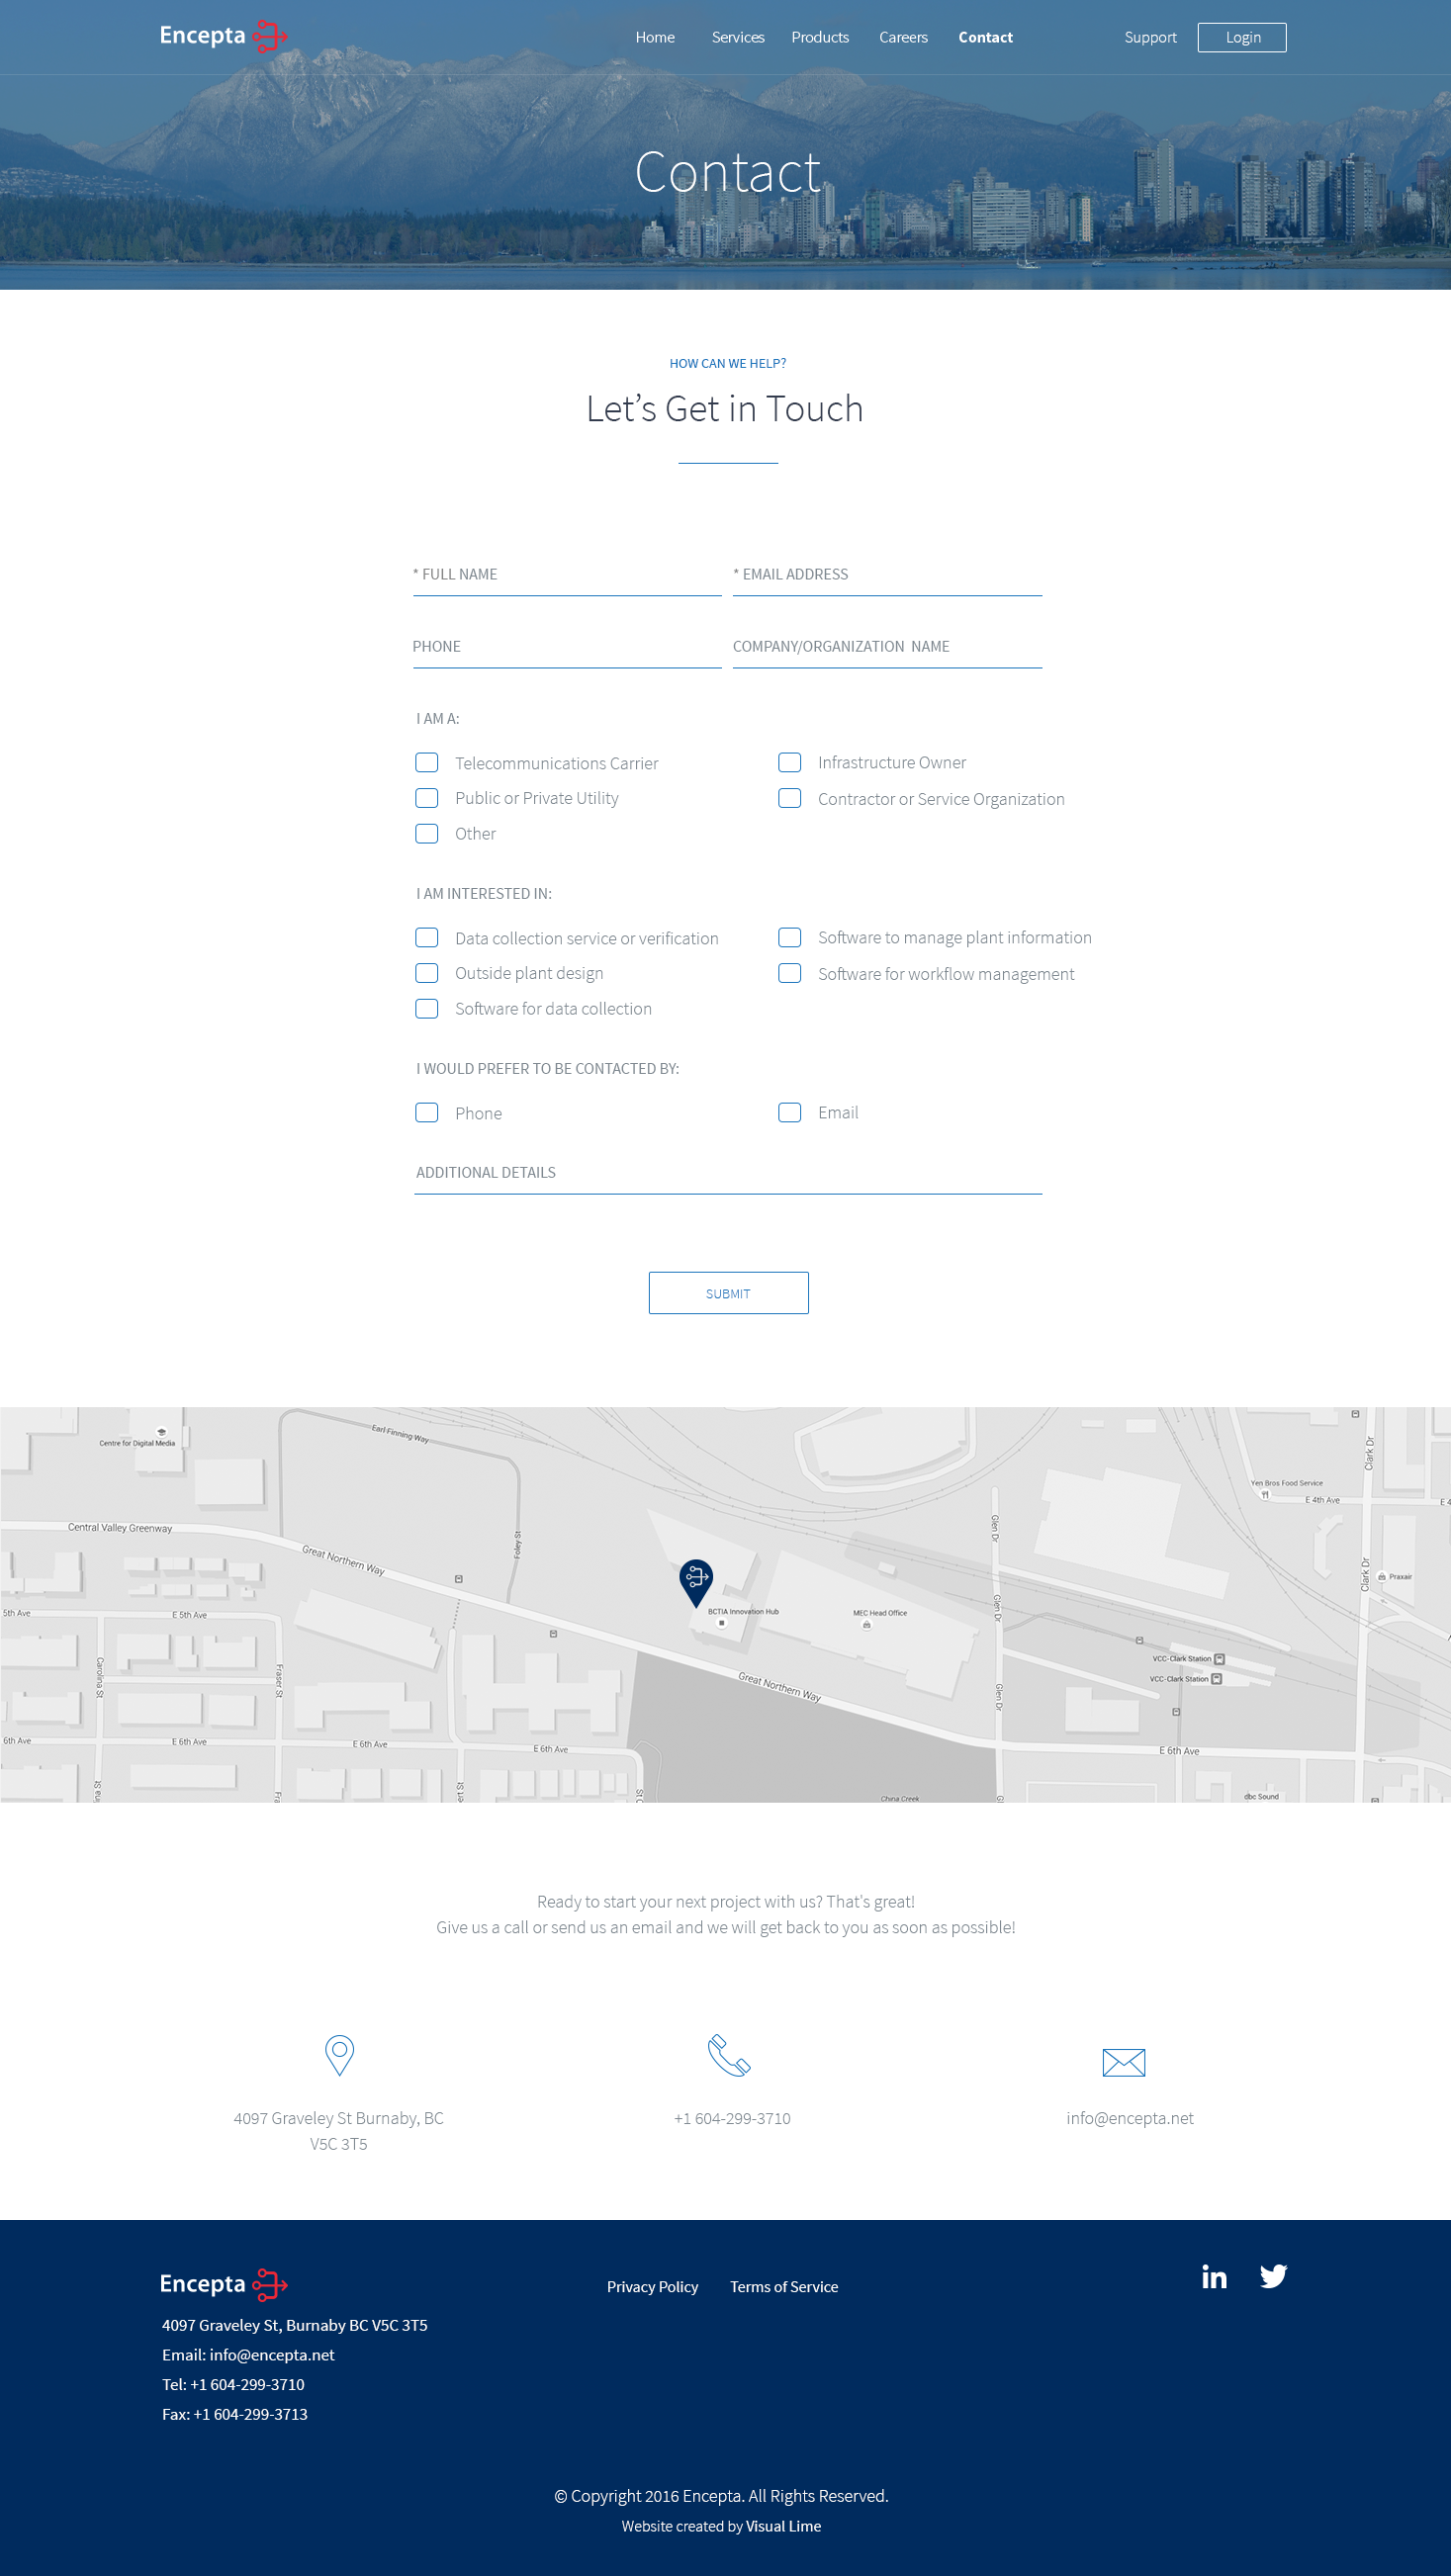 Encepta
Home Services Products Careers Contact Support Login
Contact
HOW CAN WE HELP?
Let’s Get in Touch
* FULL NAME * EMAIL ADDRESS
PHONE COMPANY/ORGANIZATION NAME
I AM A:
Telecommunications Carrier Infrastructure Owner
Public or Private Utility Contractor or Service Organization
Other
I AM INTERESTED IN:
Data collection service or verification Software to manage plant information
Outside plant design Software for workflow management
Software for data collection
I WOULD PREFER TO BE CONTACTED BY:
Phone Email
ADDITIONAL DETAILS
SUBMIT
Centre for Digital Media
Earl Finning Way
Clark Dr
Yen Bros Food Service
E 4th Ave
E 4
Central Valley Greenway
Great Northern Way
Foley St
Glen Dr
Clark Dr
Praxair
BCTIA Innovation Hub
MEC Head Office
5th Ave
E 5th Ave
E 5th Ave
Glen Dr
VCC-Clark Station
VCC-Clark Station
Carolina St
Fraser St
Great Northern Way
Glen Dr
6th Ave
E 6th Ave
E 6th Ave
E 6th Ave
E 6th Ave
China Creek
dbc Sound
Ready to start your next project with us? That's great!
Give us a call or send us an email and we will get back to you as soon as possible!
4097 Graveley St Burnaby, BC
V5C 3T5
+1 604-299-3710
info@encepta.net
Encepta
Privacy Policy Terms of Service
4097 Graveley St, Burnaby BC V5C 3T5
Email: info@encepta.net
Tel: +1 604-299-3710
Fax: +1 604-299-3713
© Copyright 2016 Encepta. All Rights Reserved.
Website created by Visual Lime